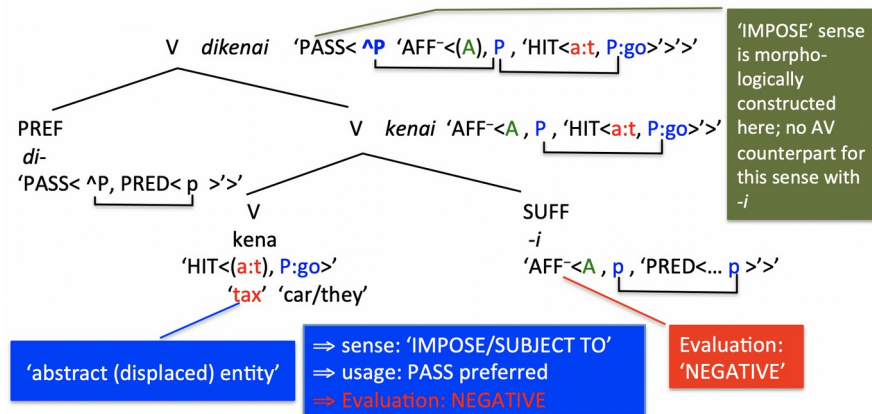 V dikenai ‘PASS< ^P ‘AFF⁻<(A), P , ‘HIT<a:t, P:go>’>’>’
‘IMPOSE’ sense
is morpho-
logically
constructed
here; no AV
counterpart for
this sense with
-i
PREF
di-
‘PASS< ^P, PRED< p >’>’
V kenai ‘AFF⁻<A , P , ‘HIT<a:t, P:go>’>’
V
kena
‘HIT<(a:t), P:go>’
‘tax’ ‘car/they’
SUFF
-i
‘AFF⁻<A , p , ‘PRED<... p >’>’
‘abstract (displaced) entity’
⇒ sense: ‘IMPOSE/SUBJECT TO’
⇒ usage: PASS preferred
⇒ Evaluation: NEGATIVE
Evaluation:
‘NEGATIVE’